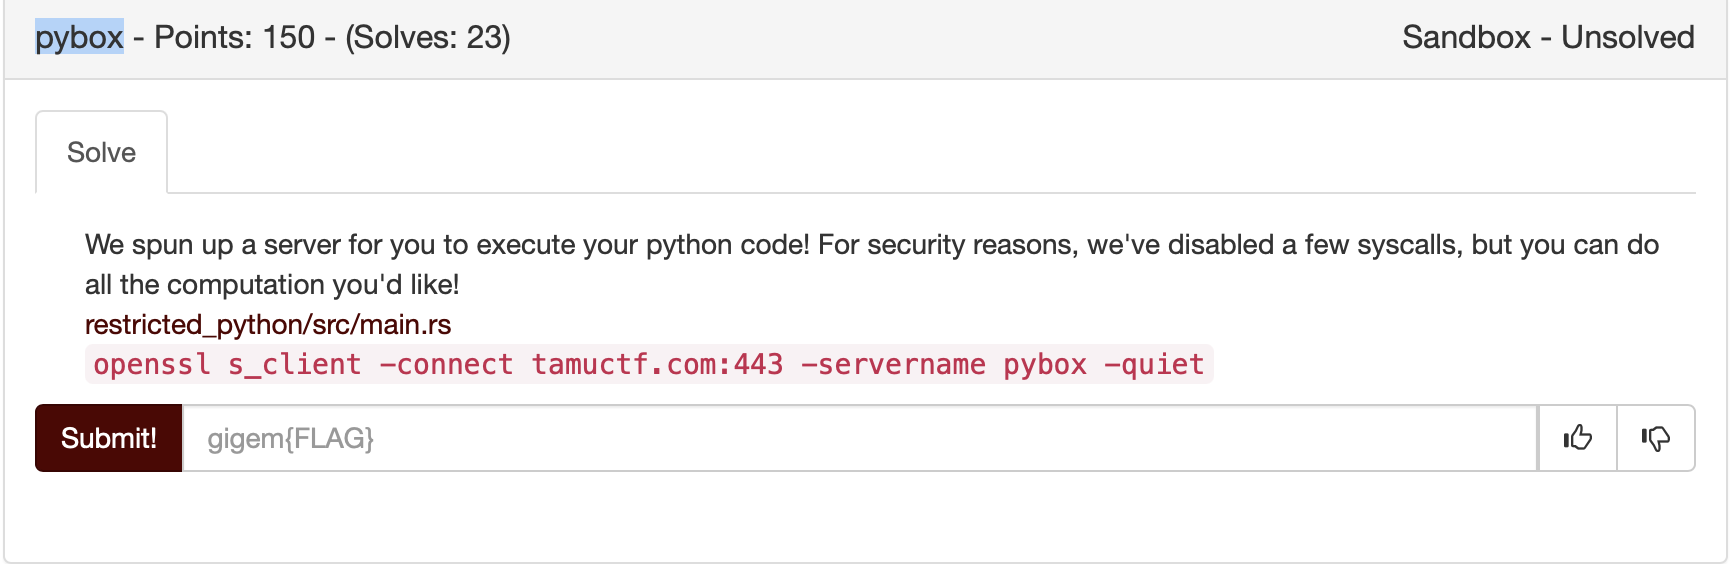 pybox - Points: 150 - (Solves: 23)
Sandbox - Unsolved
Solve
We spun up a server for you to execute your python code! For security reasons, we've disabled a few syscalls, but you can do
all the computation you'd like!
restricted_python/src/main.rs
openssl s_client -connect tamuctf.com:443 -servername pybox -quiet
Submit!
gigem{FLAG}